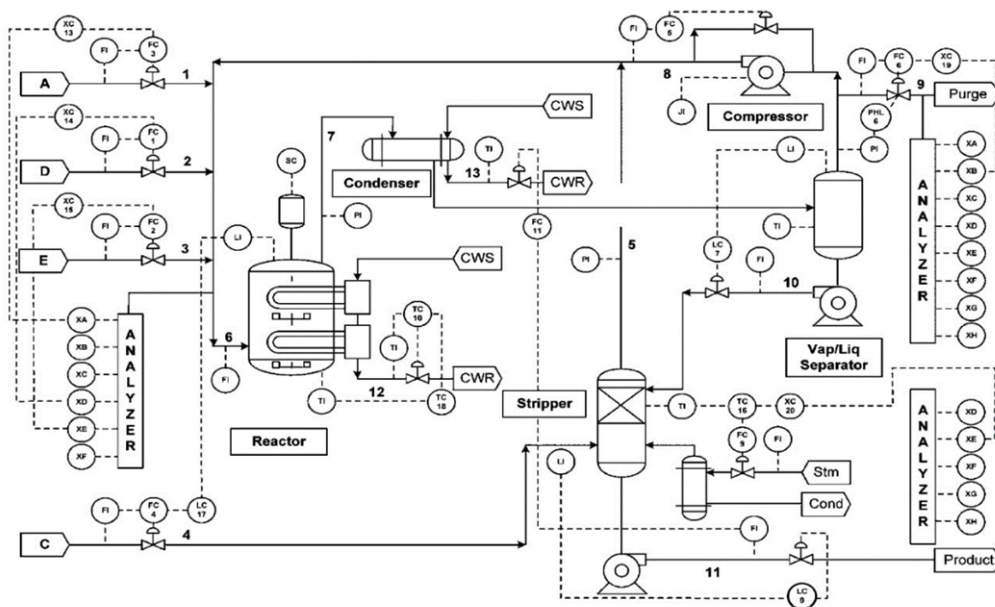 XC 13
FI
FC 3
A
1
XC 14
FI
FC 1
D
2
XC 15
FI
FC 2
E
3
LI
XA
XB
XC
XD
XE
XF
ANALYZER
6
FI
SC
7
PI
CWS
Condenser
TI
13
CWR
FC 11
CWS
TC 10
TI
12
CWR
TI
TC 18
Reactor
FI
FC 4
LC 17
C
4
FI
FC 5
8
JI
Compressor
FI
FC 6
XC 19
9
Purge
PHL 6
PI
LI
TI
LC 7
FI
10
Vap/Liq
Separator
PI
5
Stripper
TI
TC 16
XC 20
FC 9
FI
Stm
Cond
LI
FI
11
Product
ANALYZER
XA
XB
XC
XD
XE
XF
XG
XH
ANALYZER
XD
XE
XF
XG
XH